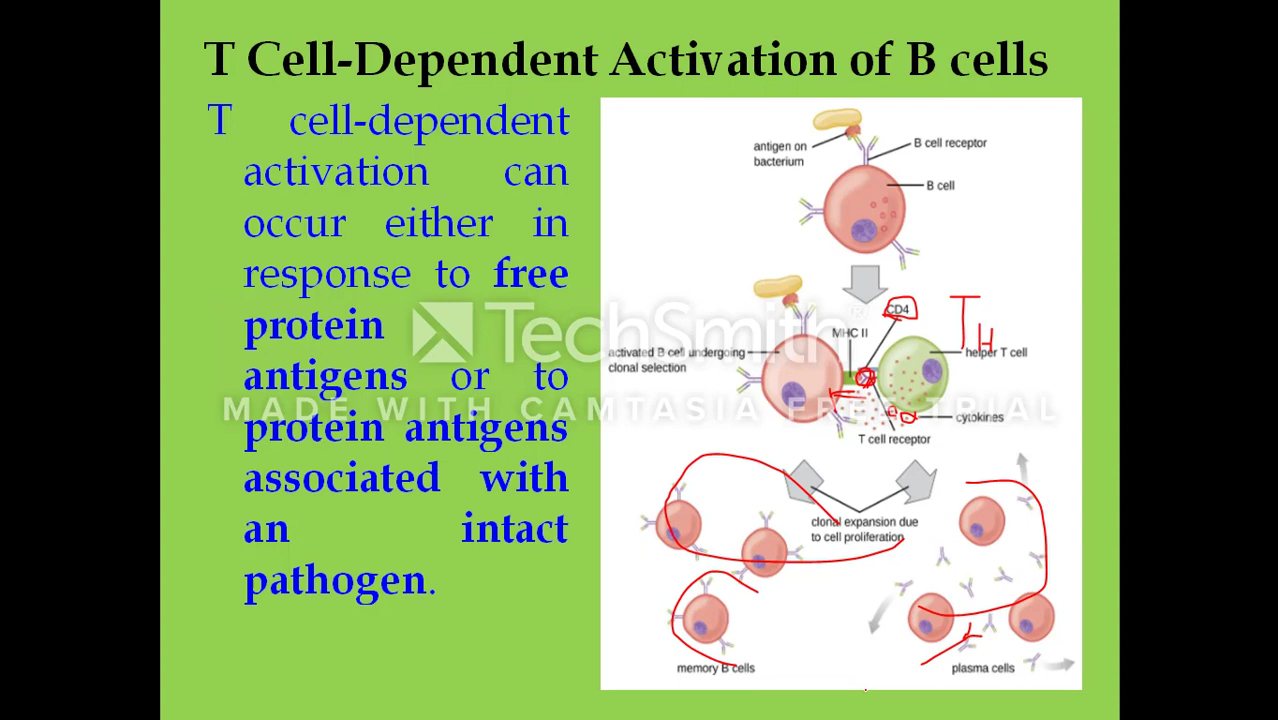 T Cell-Dependent Activation of B cells
T cell-dependent
activation can
occur either in
response to free
protein
antigens or to
protein antigens
associated with
an intact
pathogen.
antigen on
bacterium
B cell receptor
B cell
CD4
TH
MHC II
activated B cell undergoing
clonal selection
helper T cell
cytokines
T cell receptor
clonal expansion due
to cell proliferation
memory B cells
plasma cells
TechSmith®
MADE WITH CAMTASIA FREE TRIAL